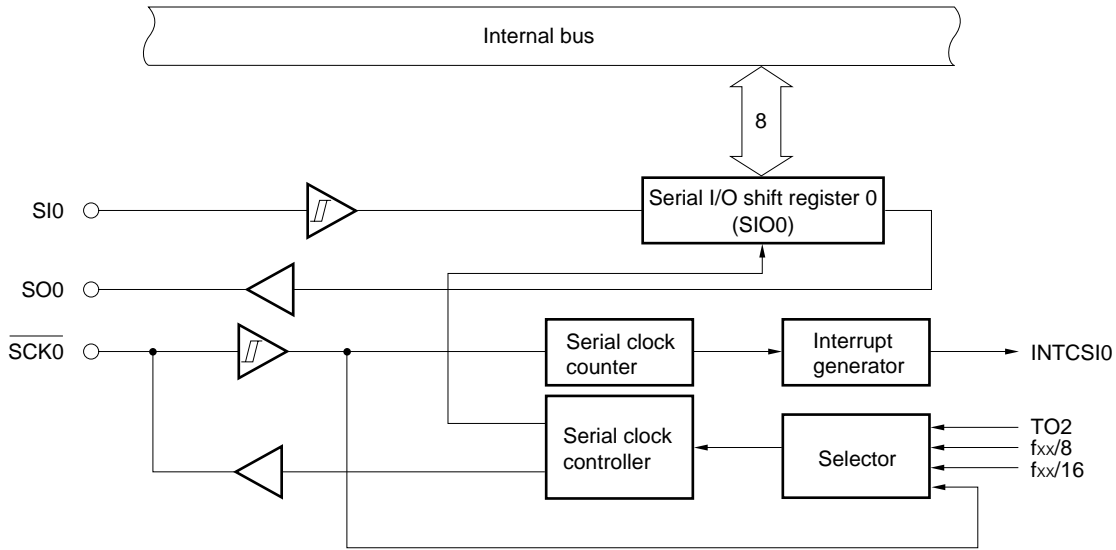 Internal bus
8
SI0
Serial I/O shift register 0
(SIO0)
SO0
SCK0
Serial clock
counter
Interrupt
generator
INTCSI0
Serial clock
controller
Selector
TO2
fxx/8
fxx/16